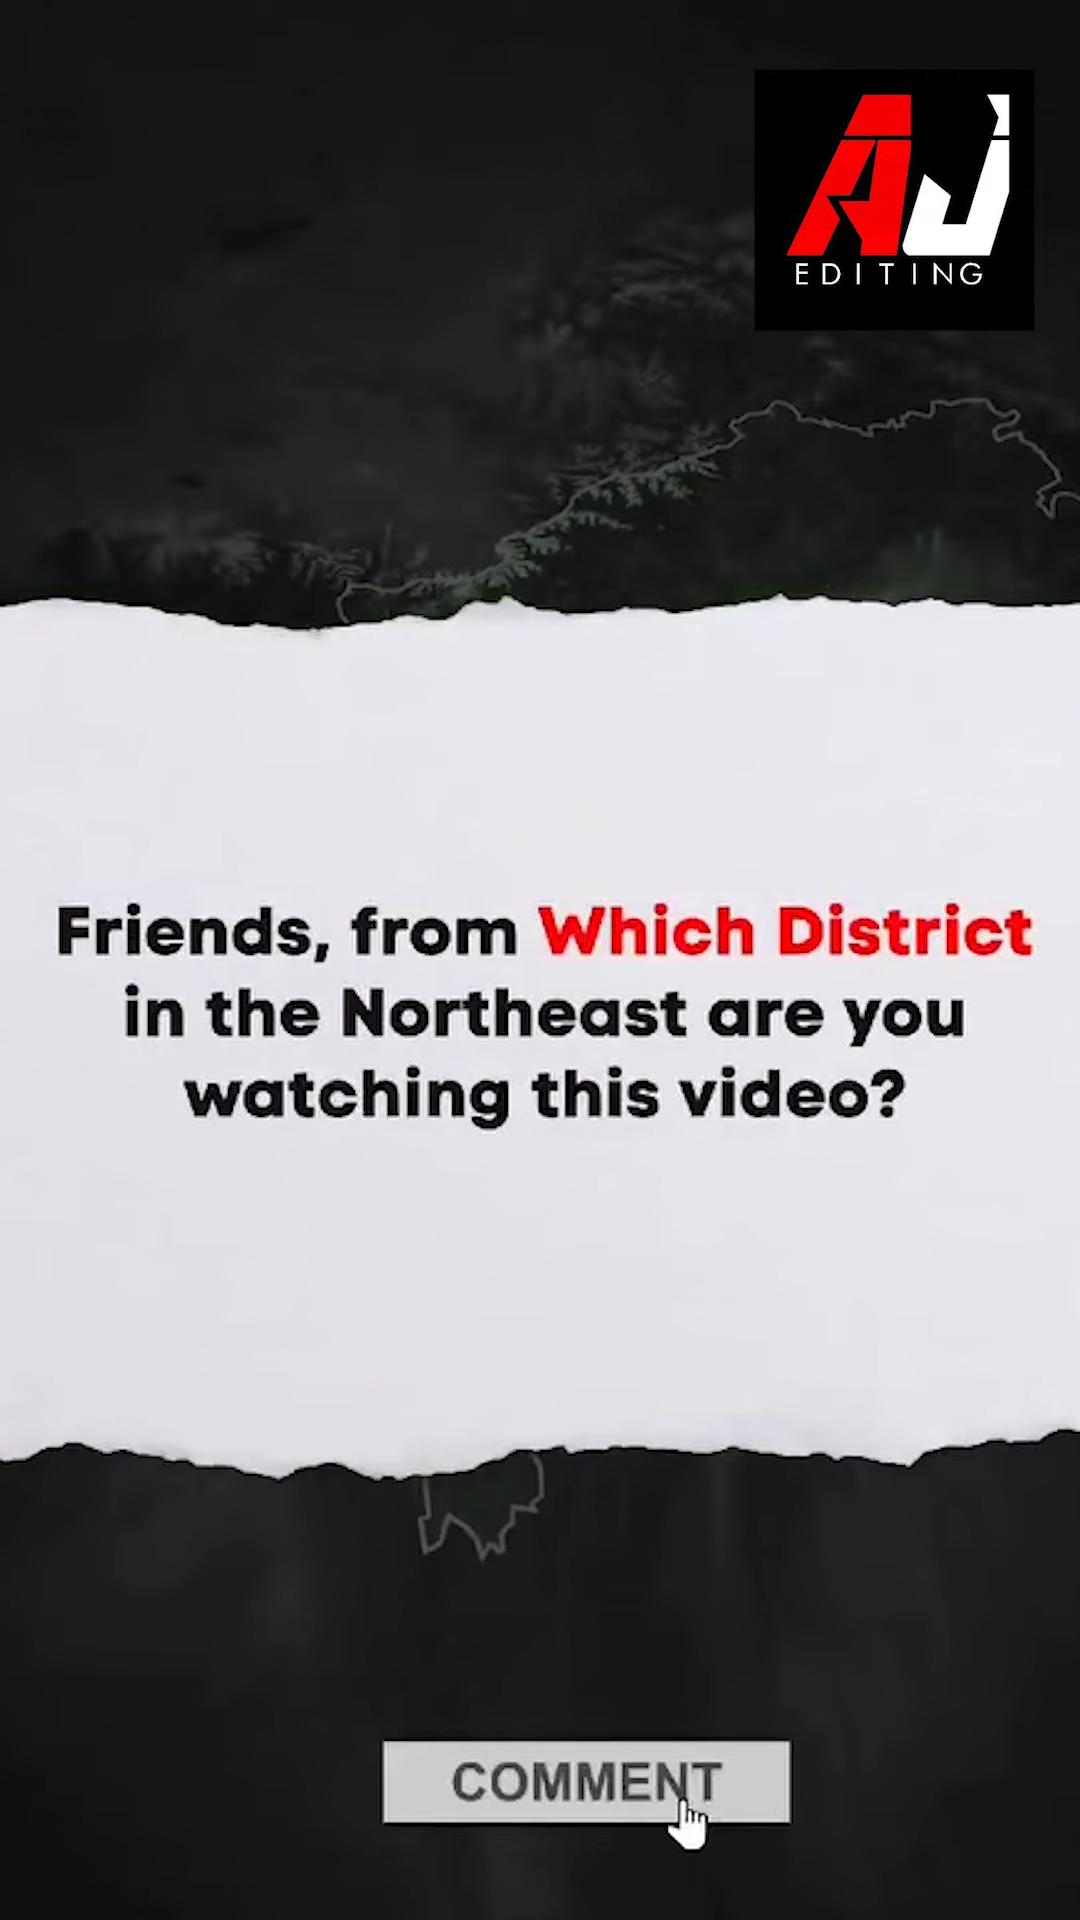 AJ
EDITING
Friends, from Which District
in the Northeast are you
watching this video?
COMMENT